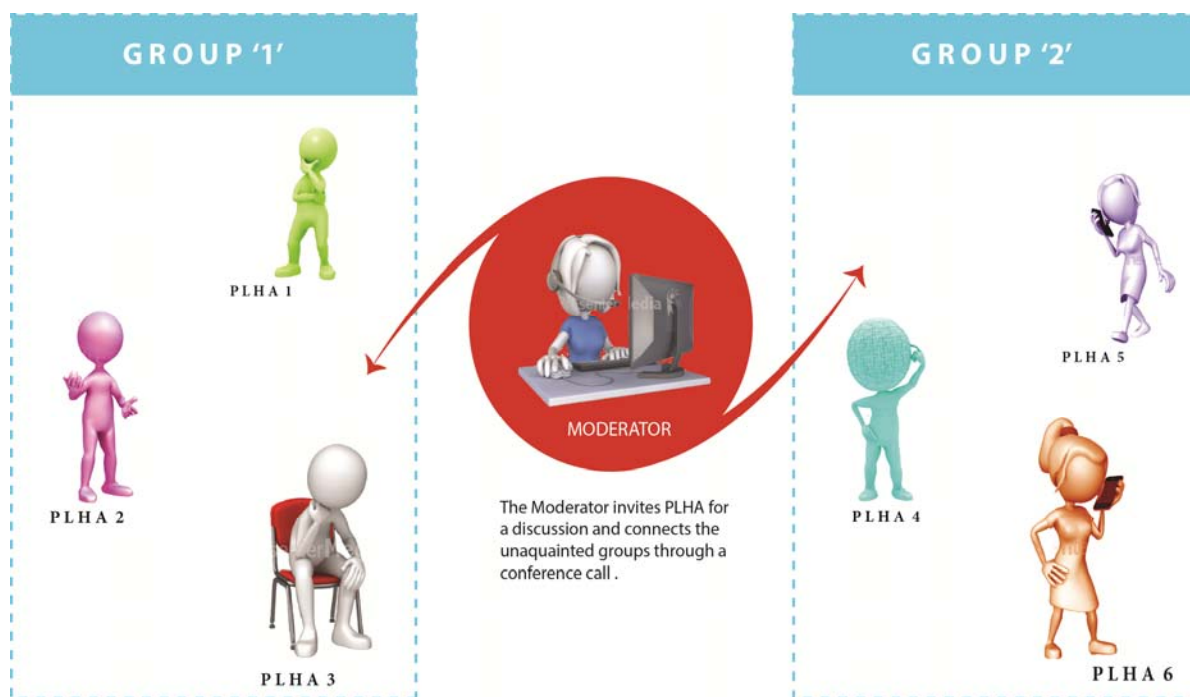 GROUP '1'
PLHA 1
PLHA 2
PLHA 3
MODERATOR
The Moderator invites PLHA for
a discussion and connects the
unaquainted groups through a
conference call .
GROUP '2'
PLHA 5
PLHA 4
PLHA 6